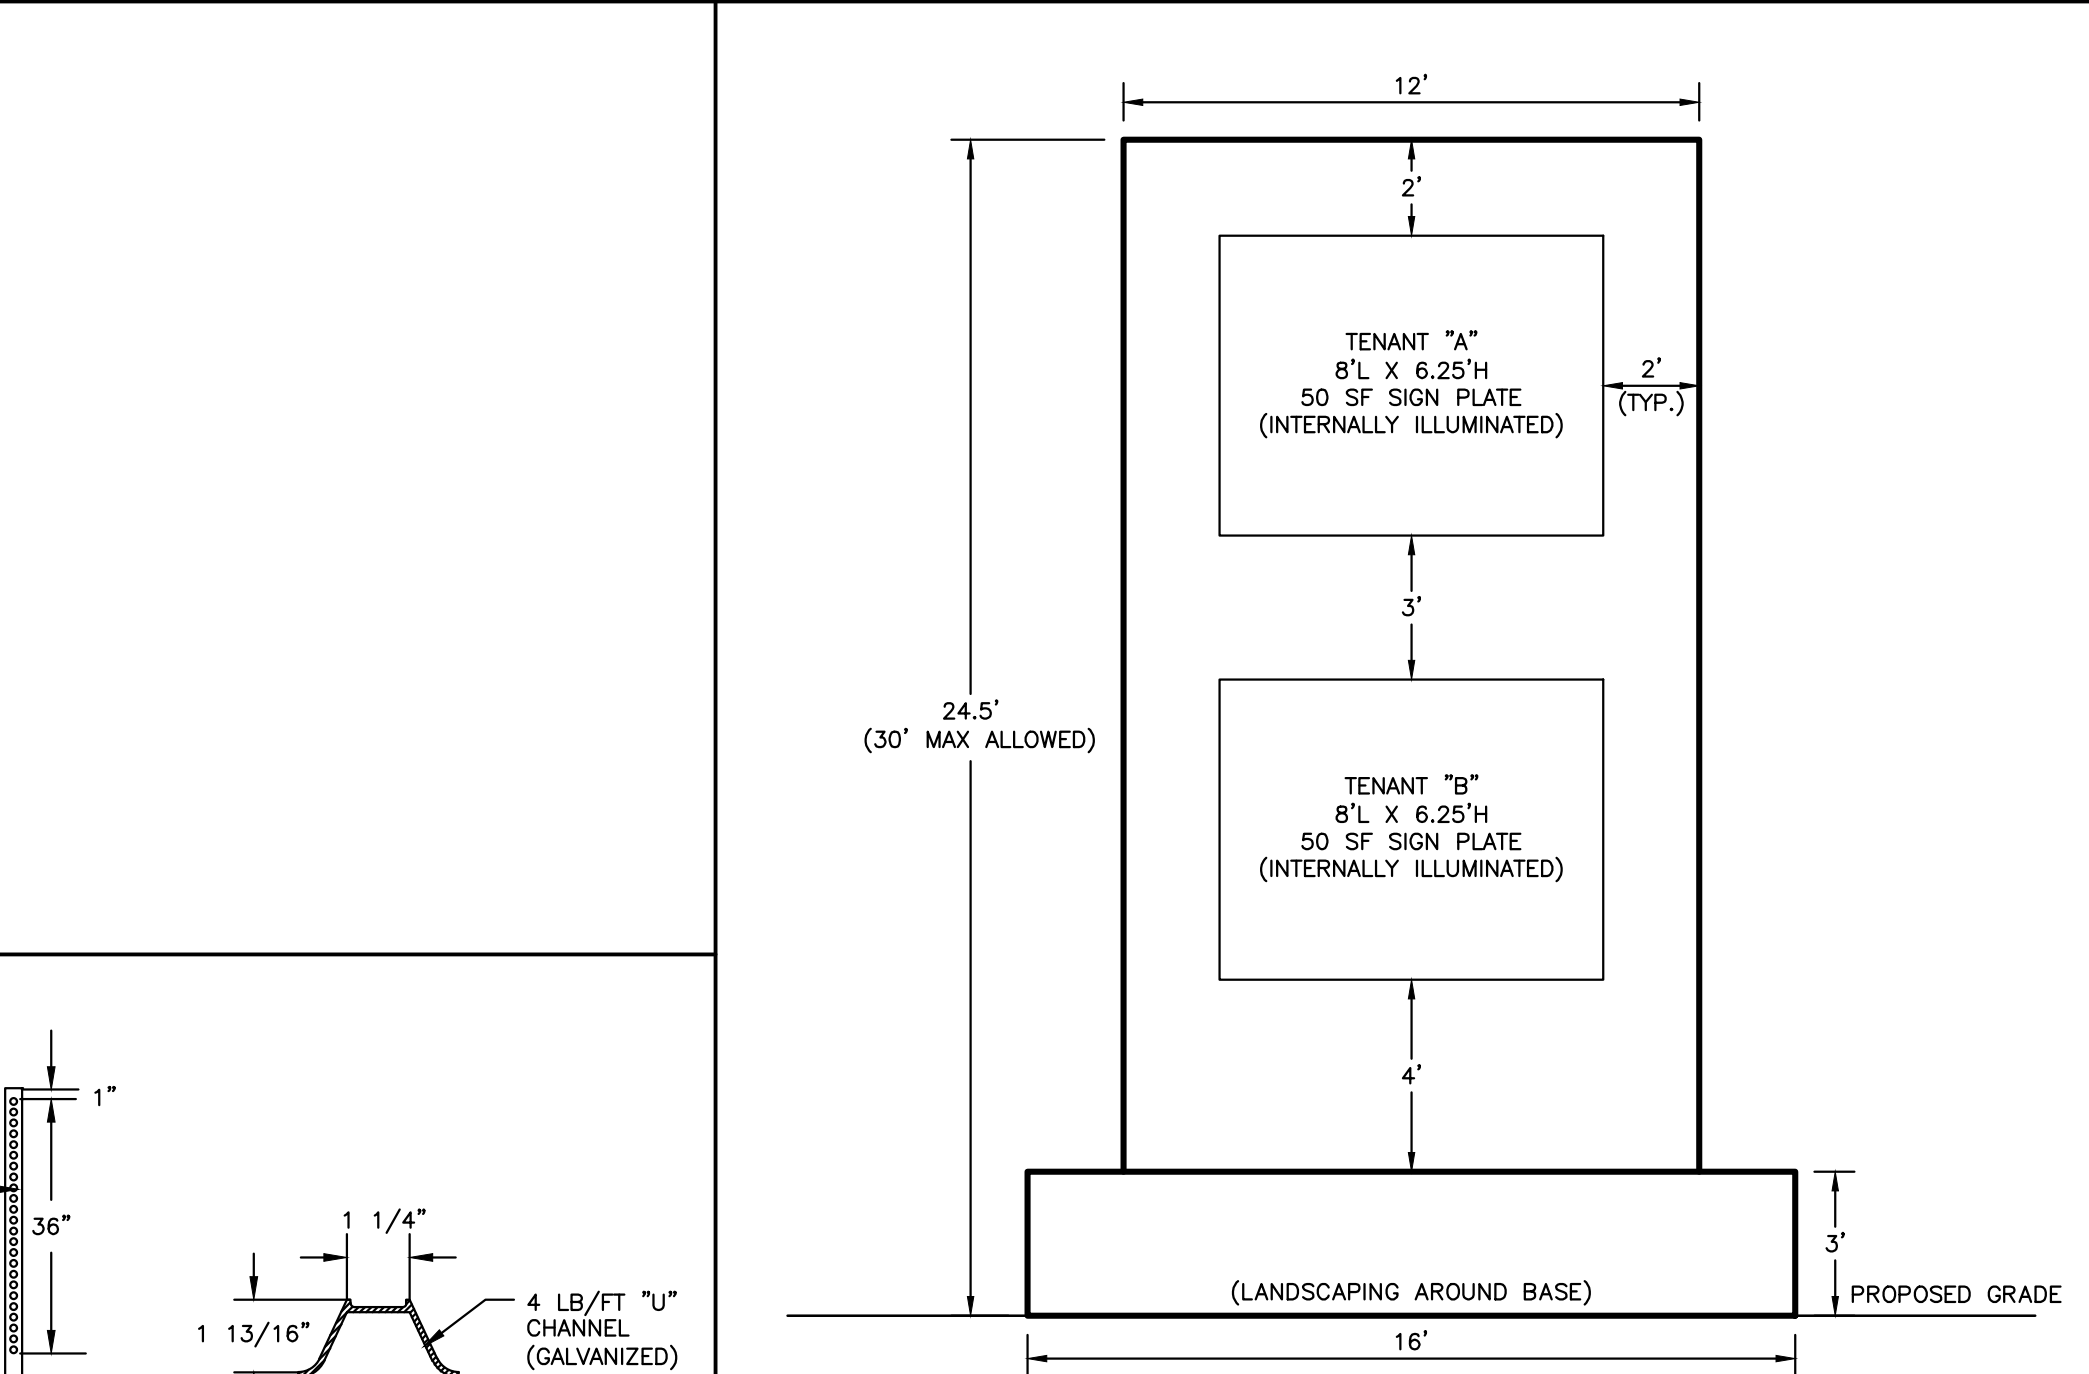 12'
2'
TENANT "A"
8'L X 6.25'H
50 SF SIGN PLATE
(INTERNALLY ILLUMINATED)
2'
(TYP.)
3'
24.5'
(30' MAX ALLOWED)
TENANT "B"
8'L X 6.25'H
50 SF SIGN PLATE
(INTERNALLY ILLUMINATED)
4'
3'
(LANDSCAPING AROUND BASE)
PROPOSED GRADE
16'
1"
36"
1 1/4"
1 13/16"
4 LB/FT "U"
CHANNEL
(GALVANIZED)